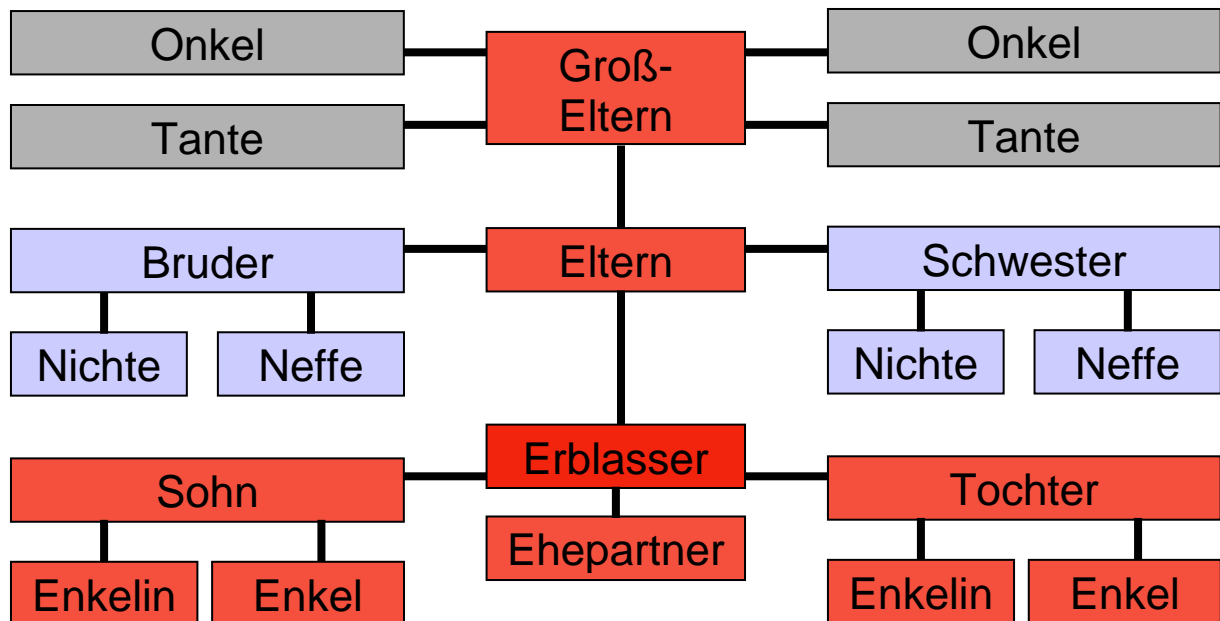 Onkel
Groß-
Eltern
Onkel
Tante
Tante
Bruder
Eltern
Schwester
Nichte
Neffe
Nichte
Neffe
Erblasser
Sohn
Tochter
Ehepartner
Enkelin
Enkel
Enkelin
Enkel